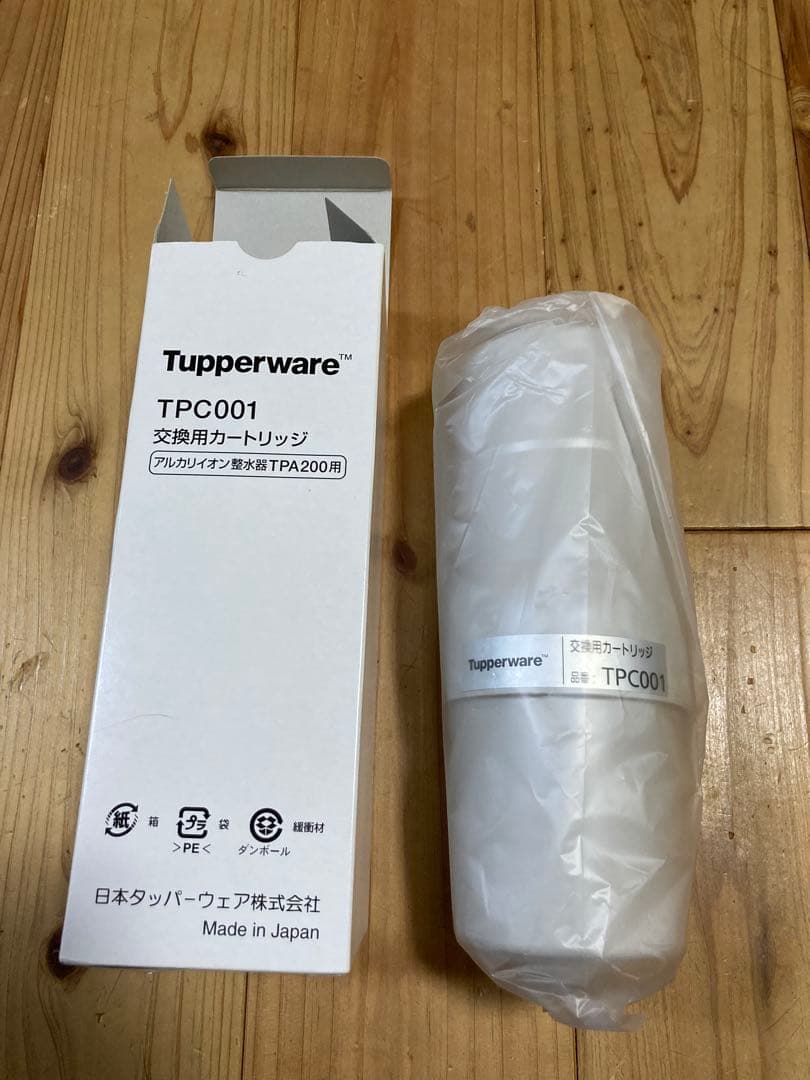 Tupperware™
TPC001
交換用カートリッジ
アルカリイオン整水器TPA200用
紙 箱
プラ 袋
>PE<
緩衝材
ダンボール
日本タッパーウェア株式会社
Made in Japan
Tupperware™
交換用カートリッジ
品番: TPC001